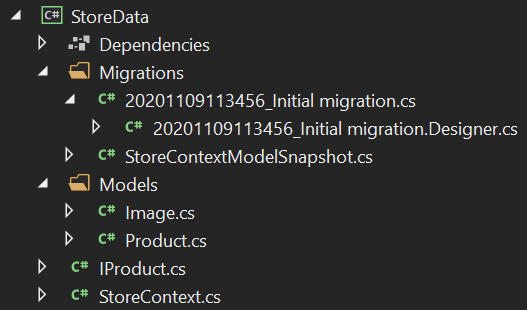 C# StoreData
Dependencies
Migrations
C# 20201109113456_Initial migration.cs
C# 20201109113456_Initial migration.Designer.cs
C# StoreContextModelSnapshot.cs
Models
C# Image.cs
C# Product.cs
C# IProduct.cs
C# StoreContext.cs